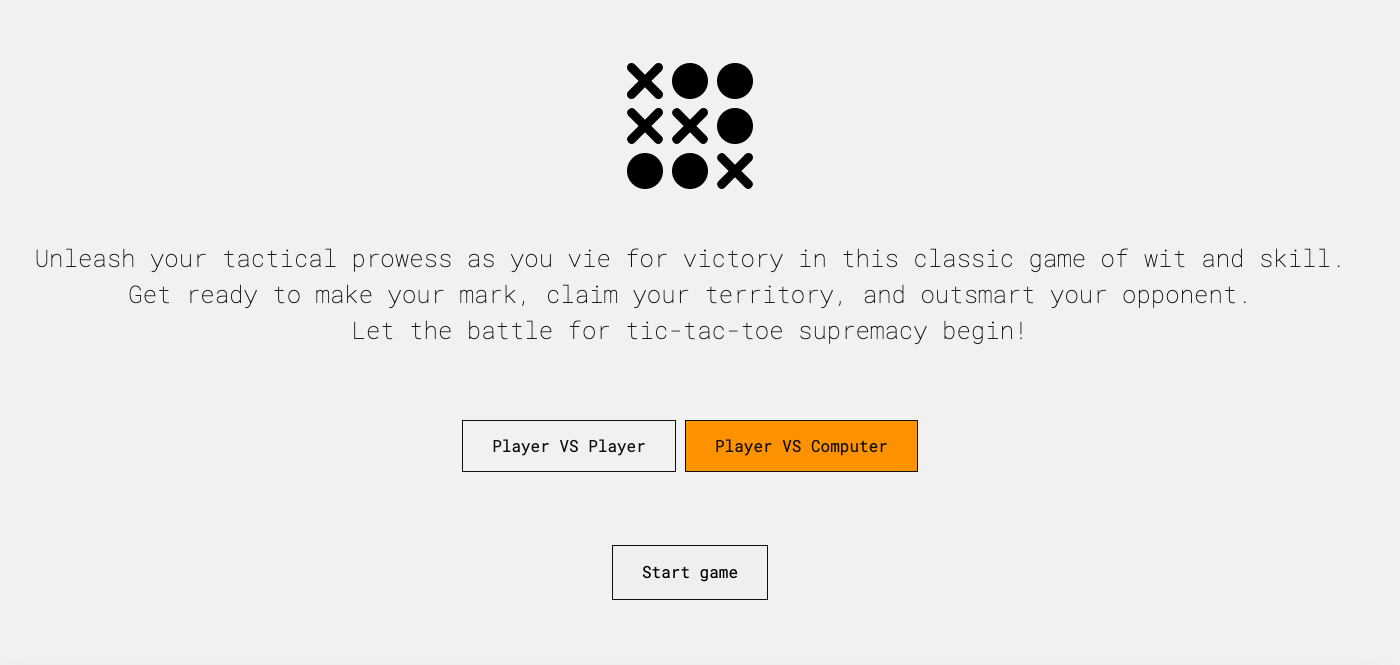 Unleash your tactical prowess as you vie for victory in this classic game of wit and skill.
Get ready to make your mark, claim your territory, and outsmart your opponent.
Let the battle for tic-tac-toe supremacy begin!
Player VS Player
Player VS Computer
Start game